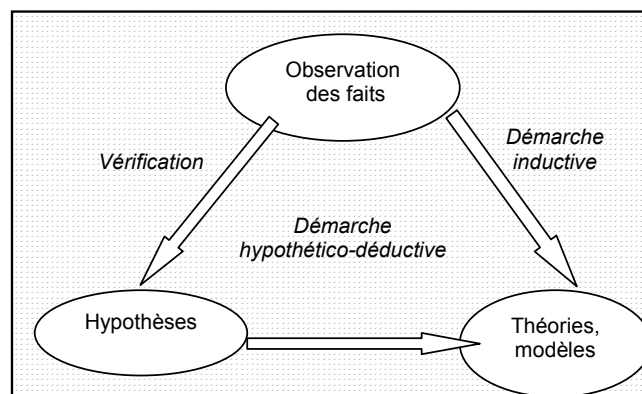 Observation
des faits
Vérification
Démarche
inductive
Démarche
hypothético-déductive
Hypothèses
Théories,
modèles